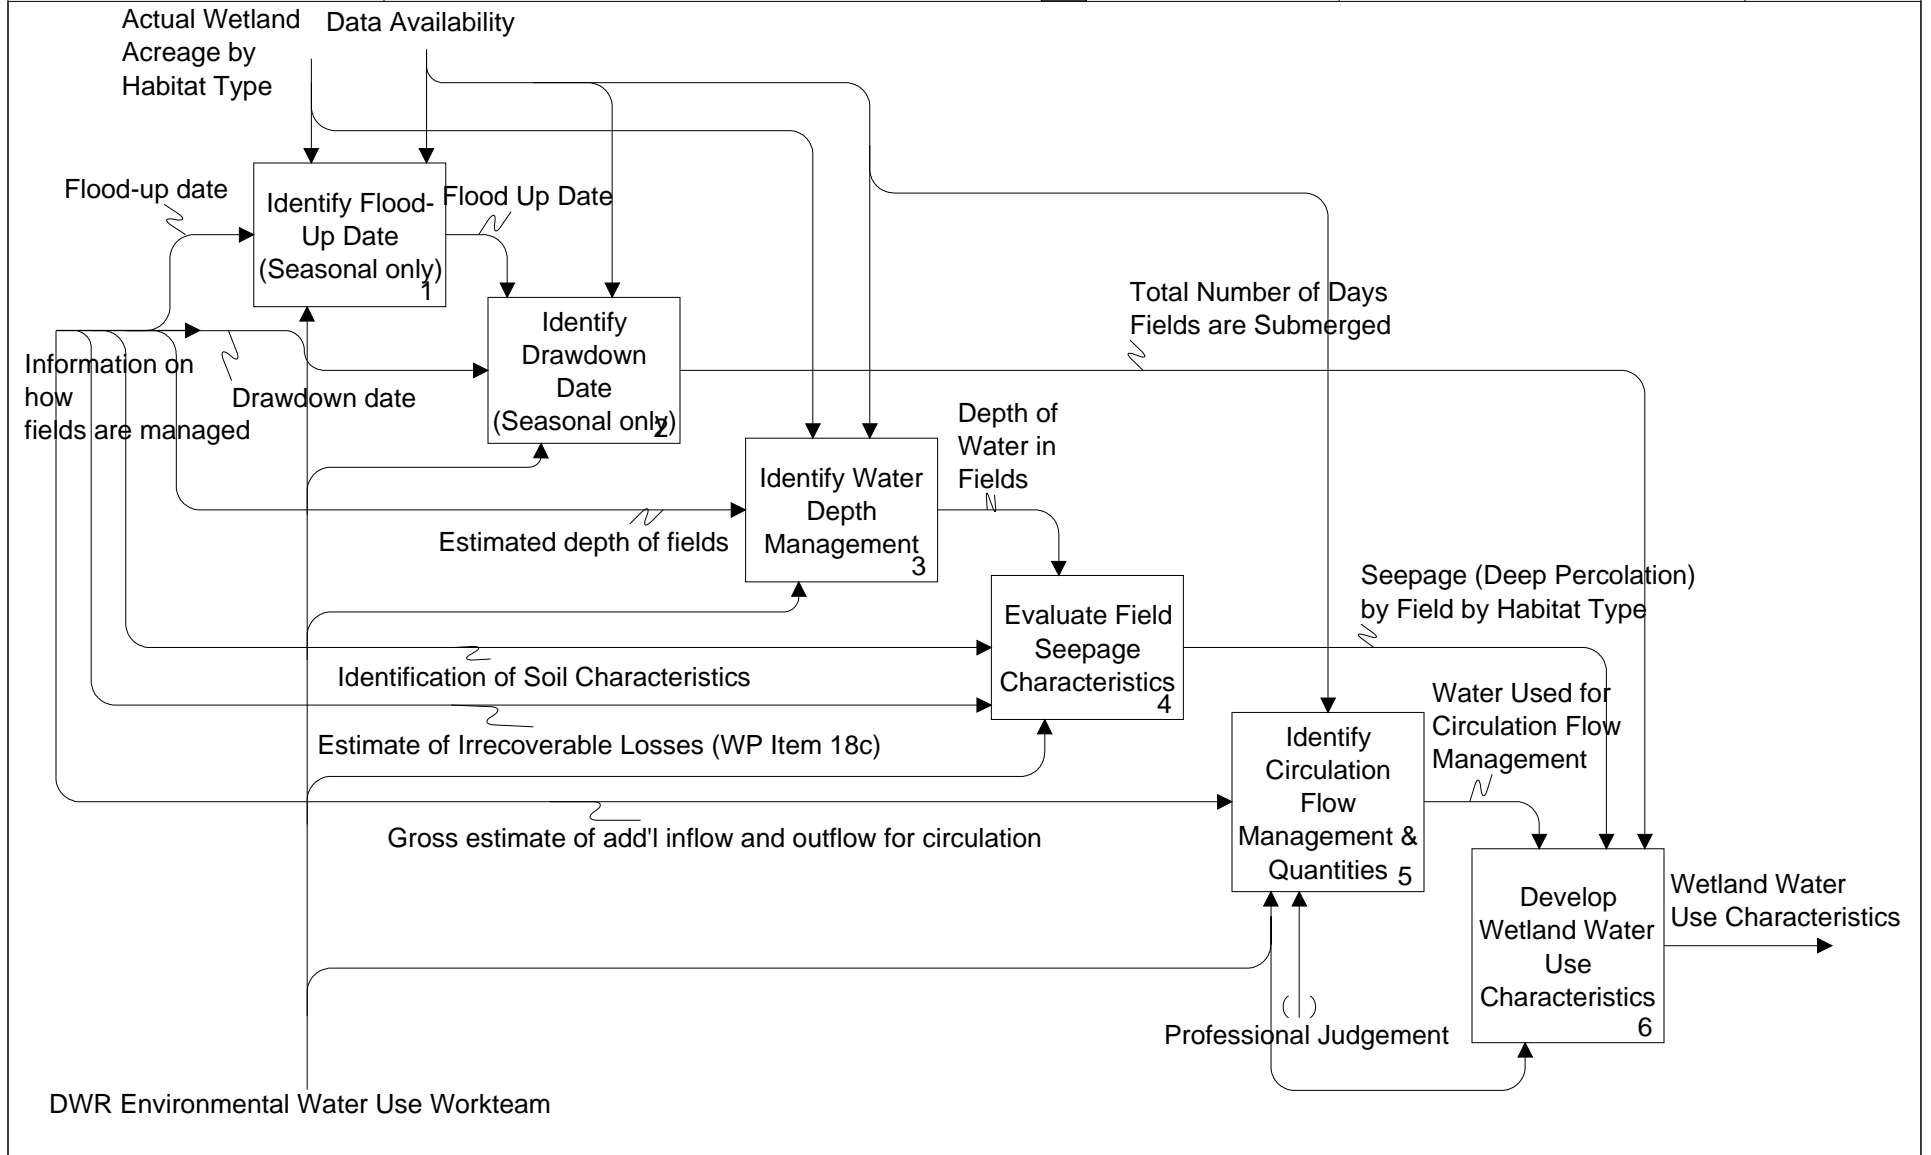 Actual Wetland
Acreage by
Habitat Type
Data Availability
Flood-up date
Identify Flood-
Up Date
(Seasonal only)
1
Flood Up Date
Identify
Drawdown
Date
(Seasonal only)
2
Information on
how
fields are managed
Drawdown date
Total Number of Days
Fields are Submerged
Depth of
Water in
Fields
Identify Water
Depth
Management
3
Estimated depth of fields
Evaluate Field
Seepage
Characteristics
4
Seepage (Deep Percolation)
by Field by Habitat Type
Identification of Soil Characteristics
Estimate of Irrecoverable Losses (WP Item 18c)
Water Used for
Circulation Flow
Management
Identify
Circulation
Flow
Management &
Quantities
5
Gross estimate of add'l inflow and outflow for circulation
Develop
Wetland Water
Use
Characteristics
6
Wetland Water
Use Characteristics
Professional Judgement
DWR Environmental Water Use Workteam